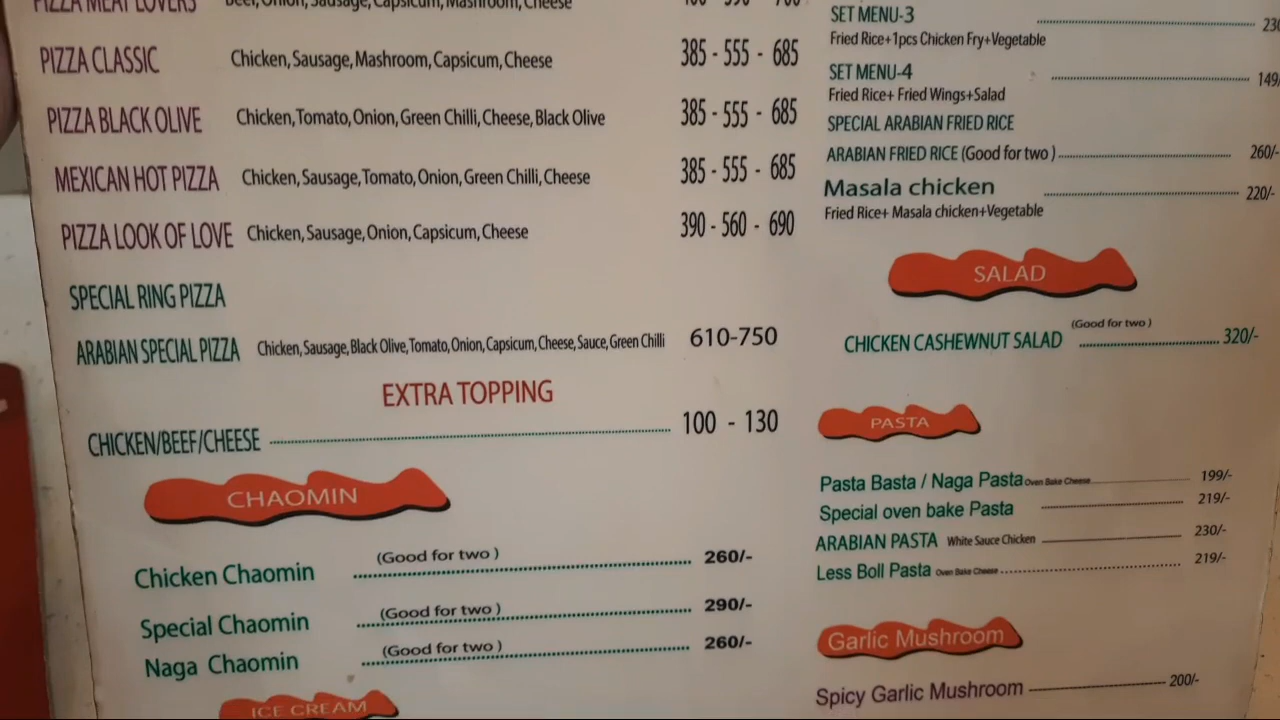 PIZZA MEAT LOVERS Beef, Onion, Sausage, Capsicum, Mashroom, Cheese
PIZZA CLASSIC Chicken, Sausage, Mashroom, Capsicum, Cheese 385 - 555 - 685
PIZZA BLACK OLIVE Chicken, Tomato, Onion, Green Chilli, Cheese, Black Olive 385 - 555 - 685
MEXICAN HOT PIZZA Chicken, Sausage, Tomato, Onion, Green Chilli, Cheese 385 - 555 - 685
PIZZA LOOK OF LOVE Chicken, Sausage, Onion, Capsicum, Cheese 390 - 560 - 690
SPECIAL RING PIZZA
ARABIAN SPECIAL PIZZA Chicken, Sausage, Black Olive, Tomato, Onion, Capsicum, Cheese, Sauce, Green Chilli 610-750
EXTRA TOPPING
CHICKEN/BEEF/CHEESE 100 - 130
CHAOMIN
Chicken Chaomin (Good for two) 260/-
Special Chaomin (Good for two) 290/-
Naga Chaomin (Good for two) 260/-
ICE CREAM
SET MENU-3
Fried Rice+1pcs Chicken Fry+Vegetable
SET MENU-4 149/
Fried Rice+ Fried Wings+Salad
SPECIAL ARABIAN FRIED RICE
ARABIAN FRIED RICE (Good for two) 260/-
Masala chicken 220/-
Fried Rice+ Masala chicken+Vegetable
SALAD
(Good for two)
CHICKEN CASHEWNUT SALAD 320/-
PASTA
Pasta Basta / Naga Pasta Oven Bake Cheese 199/-
Special oven bake Pasta 219/-
ARABIAN PASTA White Sauce Chicken 230/-
Less Boll Pasta Oven Bake Cheese 219/-
Garlic Mushroom
Spicy Garlic Mushroom 200/-